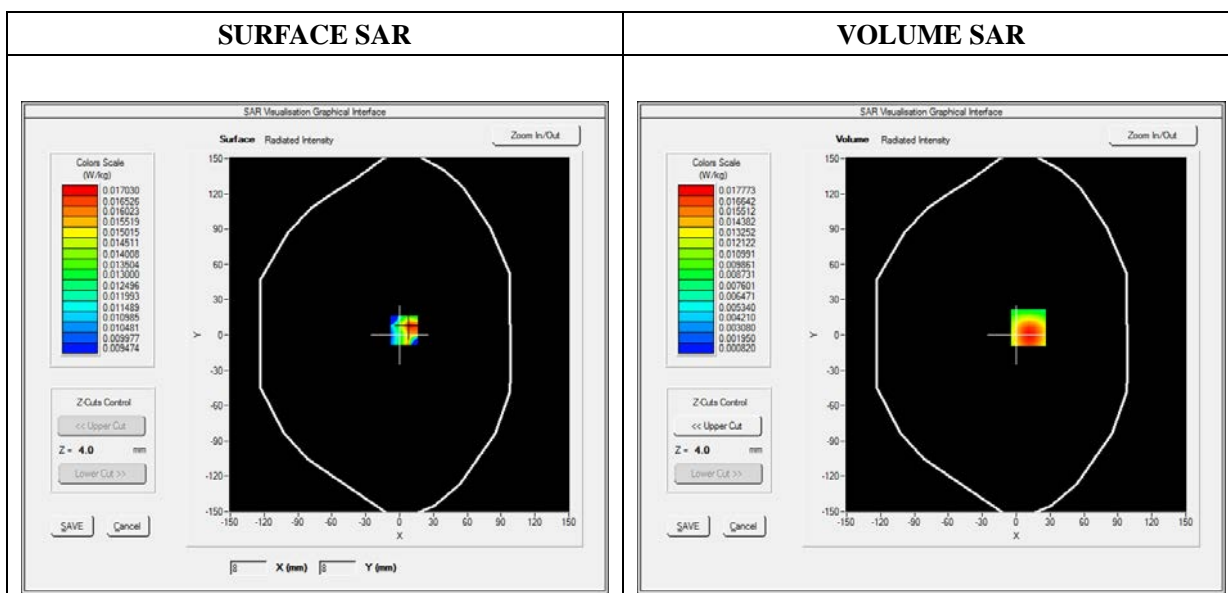 SURFACE SAR
VOLUME SAR
SAR Visualisation Graphical Interface
Surface Radiated Intensity
Zoom In/Out
Colors Scale
(W/kg)
0.017030
0.016526
0.016023
0.015519
0.015015
0.014511
0.014008
0.013504
0.013000
0.012496
0.011993
0.011489
0.010985
0.010481
0.009977
0.009474
Z-Cuts Control
<< Upper Cut
Z = 4.0 mm
Lower Cut >>
SAVE Cancel
150
120
90
60
30
0
-30
-60
-90
-120
-150
Y
-150 -120 -90 -60 -30 0 30 60 90 120 150
X
8 X (mm) 8 Y (mm)
SAR Visualisation Graphical Interface
Volume Radiated Intensity
Zoom In/Out
Colors Scale
(W/kg)
0.017773
0.016642
0.015512
0.014382
0.013252
0.012122
0.010991
0.009861
0.008731
0.007601
0.006471
0.005340
0.004210
0.003080
0.001950
0.000820
Z-Cuts Control
<< Upper Cut
Z = 4.0 mm
Lower Cut >>
SAVE Cancel
150
120
90
60
30
0
-30
-60
-90
-120
-150
Y
-150 -120 -90 -60 -30 0 30 60 90 120 150
X